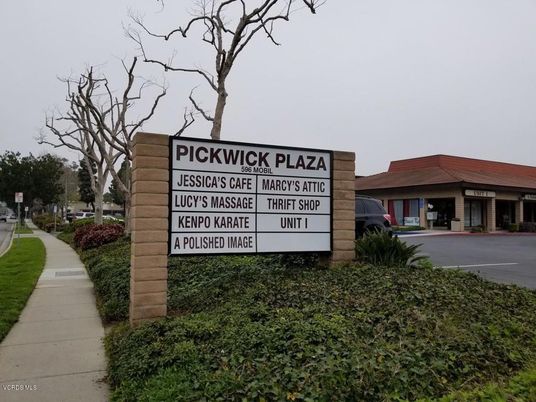 PICKWICK PLAZA
596 MOBIL
JESSICA'S CAFE
MARCY'S ATTIC
LUCY'S MASSAGE
THRIFT SHOP
KENPO KARATE
UNIT I
A POLISHED IMAGE
VCRDS MLS